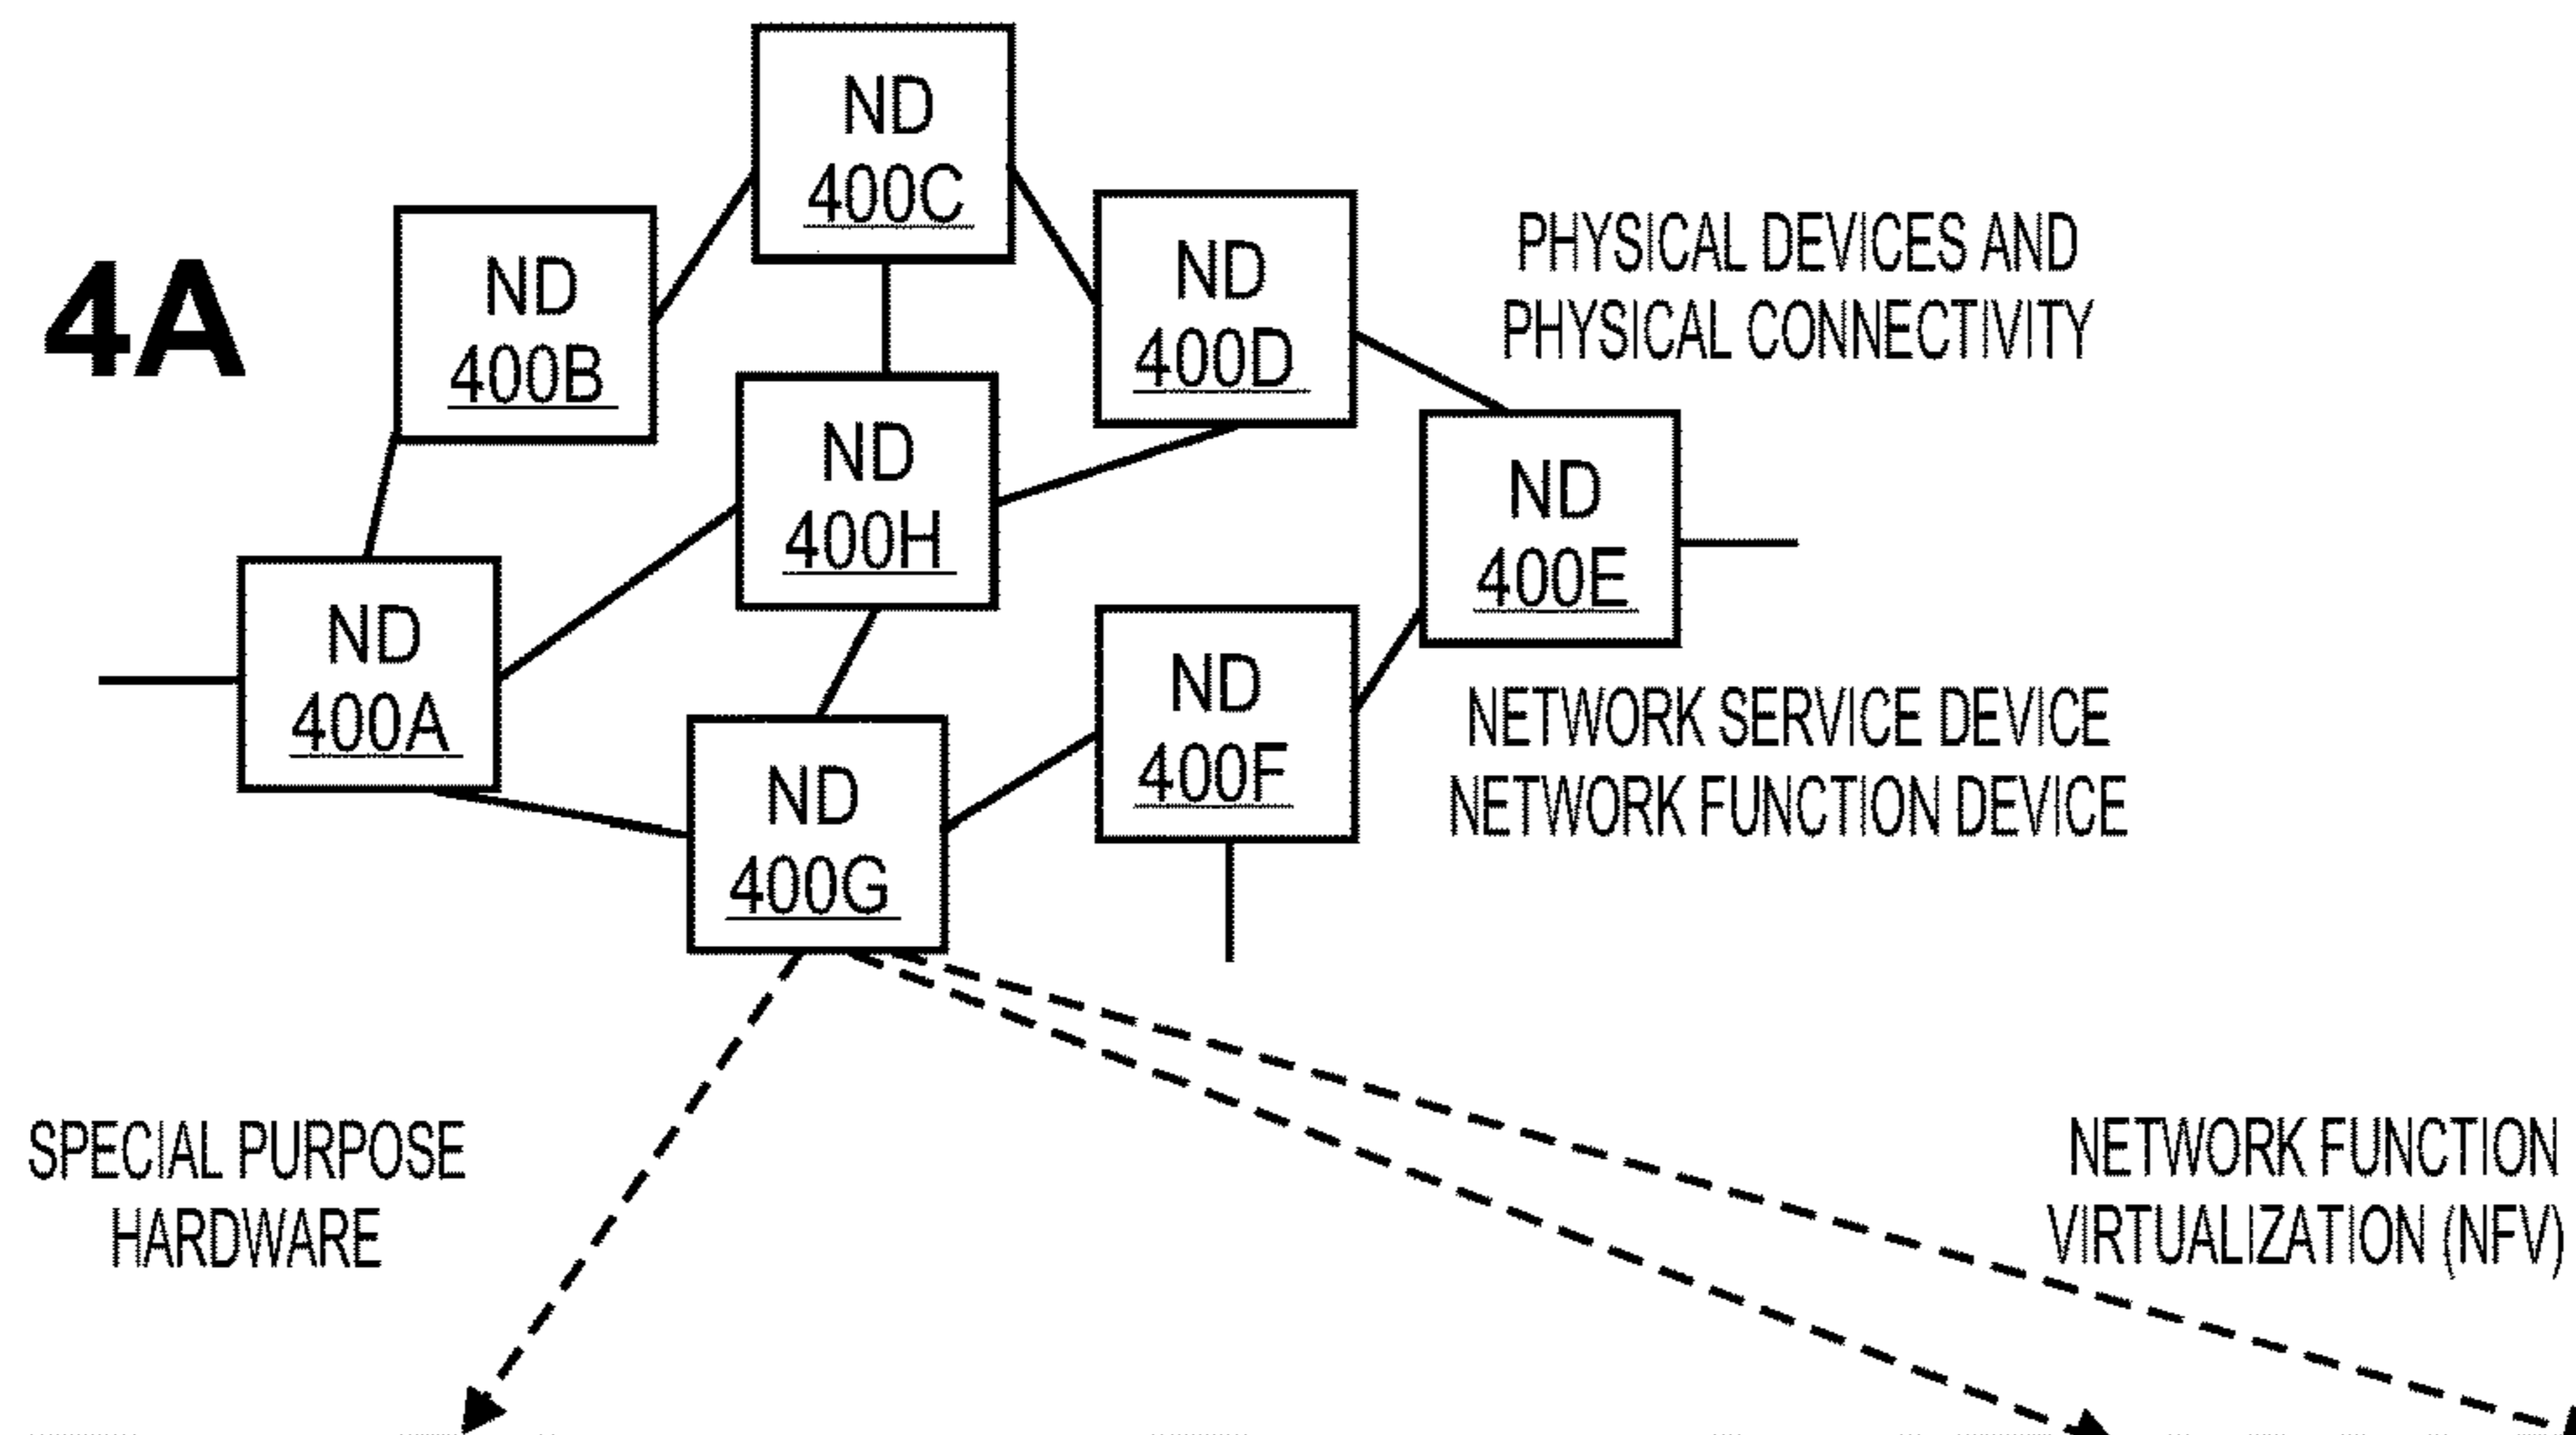 4A
ND
400C
ND
400B
ND
400D
PHYSICAL DEVICES AND
PHYSICAL CONNECTIVITY
ND
400H
ND
400E
ND
400A
ND
400F
NETWORK SERVICE DEVICE
NETWORK FUNCTION DEVICE
ND
400G
SPECIAL PURPOSE
HARDWARE
NETWORK FUNCTION
VIRTUALIZATION (NFV)